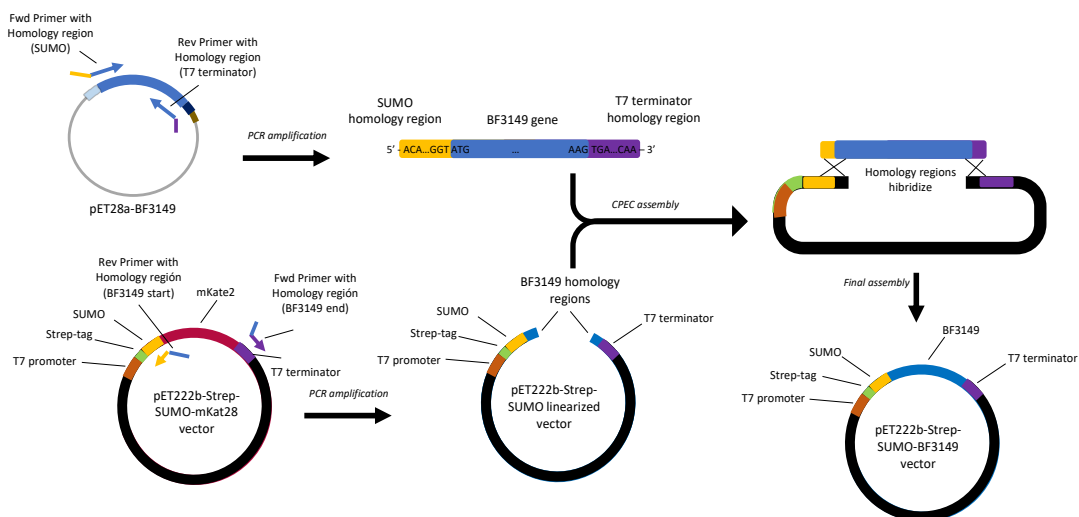 Fwd Primer with
Homology region
(SUMO)
Rev Primer with
Homology region
(T7 terminator)
pET28a-BF3149
PCR amplification
SUMO
homology region
BF3149 gene
T7 terminator
homology region
5’ - ACA...GGT ATG ... AAG TGA...CAA – 3’
CPEC assembly
Homology regions
hibridize
Rev Primer with
Homology región
(BF3149 start)
mKate2
Fwd Primer with
Homology región
(BF3149 end)
SUMO
Strep-tag
T7 promoter
T7 terminator
pET222b-Strep-
SUMO-mKat28
vector
PCR amplification
BF3149 homology
regions
SUMO
Strep-tag
T7 promoter
T7 terminator
pET222b-Strep-
SUMO linearized
vector
Final assembly
BF3149
SUMO
Strep-tag
T7 promoter
T7 terminator
pET222b-Strep-
SUMO-BF3149
vector